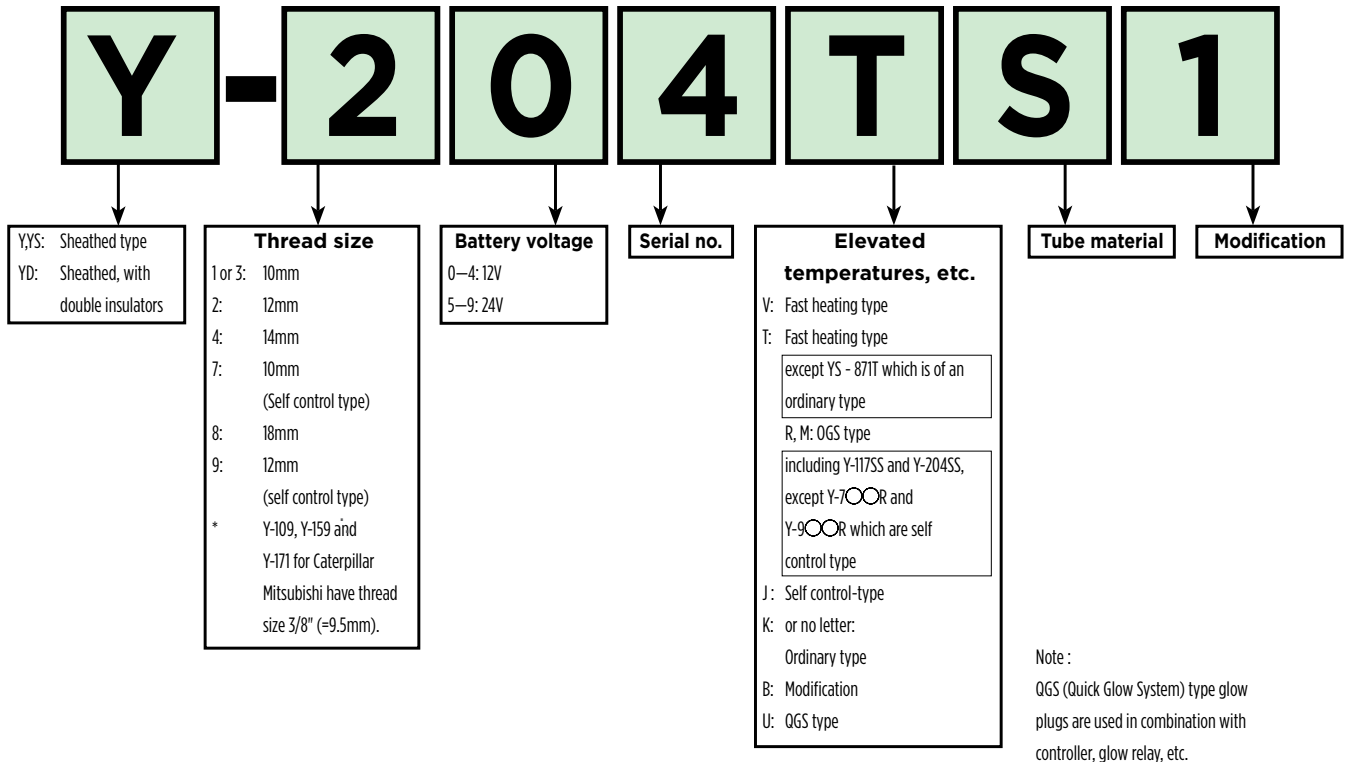 Y-204TS1
Y,YS: Sheathed type
YD: Sheathed, with
double insulators
Thread size
1 or 3: 10mm
2: 12mm
4: 14mm
7: 10mm
(Self control type)
8: 18mm
9: 12mm
(self control type)
* Y-109, Y-159 and
Y-171 for Caterpillar
Mitsubishi have thread
size 3/8" (=9.5mm).
Battery voltage
0—4: 12V
5—9: 24V
Serial no.
Elevated
temperatures, etc.
V: Fast heating type
T: Fast heating type
except YS - 871T which is of an
ordinary type
R, M: QGS type
including Y-117SS and Y-204SS,
except Y-7◯◯R and
Y-9◯◯R which are self
control type
J : Self control-type
K: or no letter:
Ordinary type
B: Modification
U: QGS type
Tube material
Modification
Note :
QGS (Quick Glow System) type glow
plugs are used in combination with
controller, glow relay, etc.